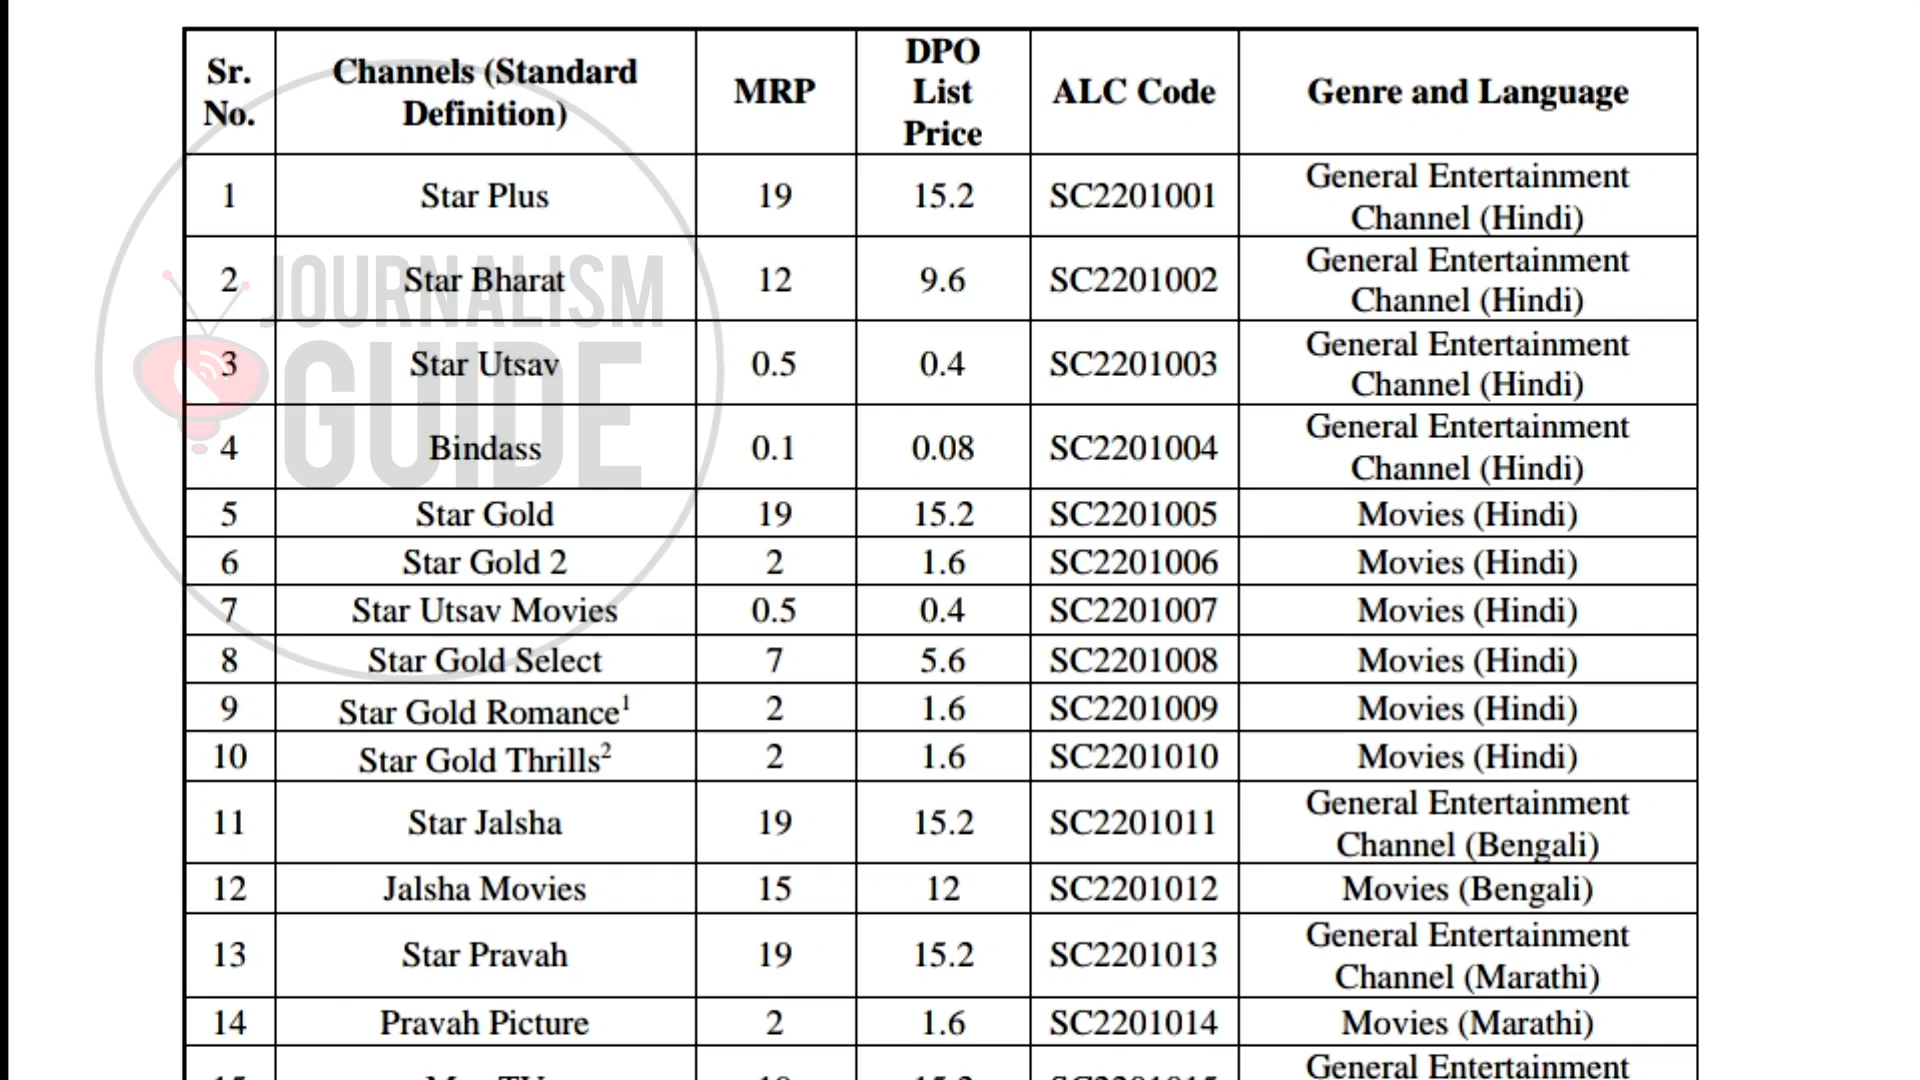 Sr. No. Channels (Standard Definition) MRP DPO List Price ALC Code Genre and Language
1 Star Plus 19 15.2 SC2201001 General Entertainment Channel (Hindi)
2 Star Bharat 12 9.6 SC2201002 General Entertainment Channel (Hindi)
3 Star Utsav 0.5 0.4 SC2201003 General Entertainment Channel (Hindi)
4 Bindass 0.1 0.08 SC2201004 General Entertainment Channel (Hindi)
5 Star Gold 19 15.2 SC2201005 Movies (Hindi)
6 Star Gold 2 2 1.6 SC2201006 Movies (Hindi)
7 Star Utsav Movies 0.5 0.4 SC2201007 Movies (Hindi)
8 Star Gold Select 7 5.6 SC2201008 Movies (Hindi)
9 Star Gold Romance¹ 2 1.6 SC2201009 Movies (Hindi)
10 Star Gold Thrills² 2 1.6 SC2201010 Movies (Hindi)
11 Star Jalsha 19 15.2 SC2201011 General Entertainment Channel (Bengali)
12 Jalsha Movies 15 12 SC2201012 Movies (Bengali)
13 Star Pravah 19 15.2 SC2201013 General Entertainment Channel (Marathi)
14 Pravah Picture 2 1.6 SC2201014 Movies (Marathi)
General Entertainment
JOURNALISM
GUIDE